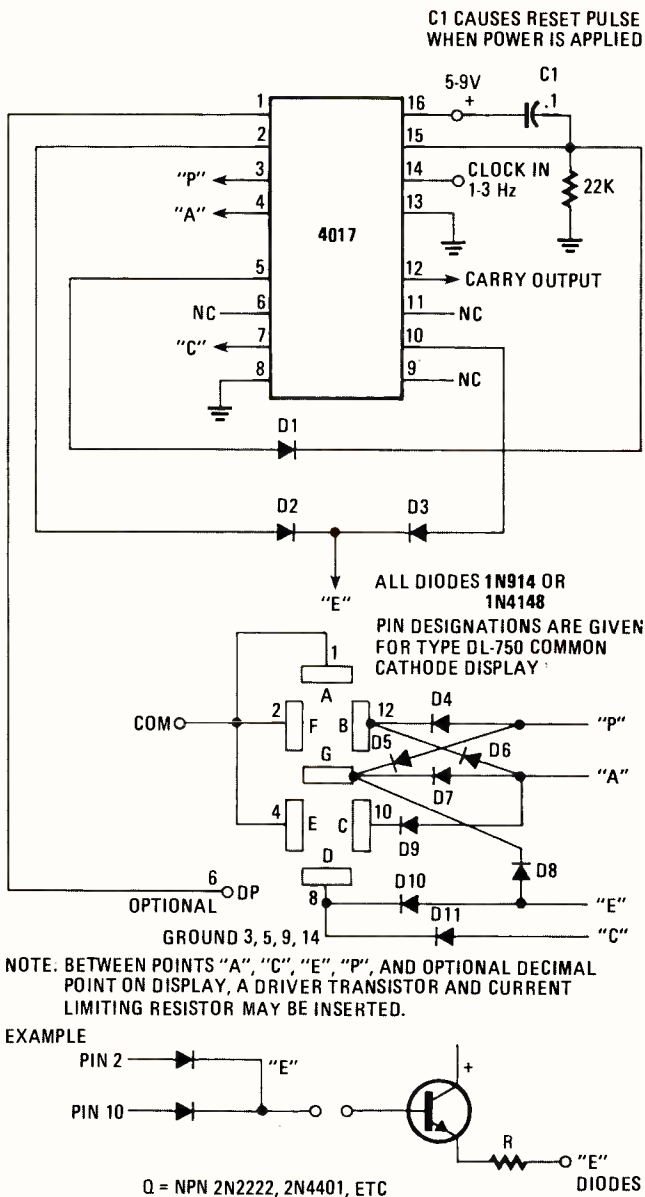 C1 CAUSES RESET PULSE
WHEN POWER IS APPLIED
5-9V
+
C1
.1
1
16
2
15
"P"
3
14
CLOCK IN
1-3 Hz
22K
"A"
4
13
4017
5
12
CARRY OUTPUT
NC
6
11
NC
"C"
7
10
8
9
NC
D1
D2
D3
"E"
ALL DIODES 1N914 OR
1N4148
PIN DESIGNATIONS ARE GIVEN
FOR TYPE DL-750 COMMON
CATHODE DISPLAY
1
A
COM
2
F
B
12
D4
"P"
D5
D6
G
D7
"A"
4
E
C
10
D9
D
D8
6
DP
OPTIONAL
8
D10
"E"
D11
"C"
GROUND 3, 5, 9, 14
NOTE: BETWEEN POINTS "A", "C", "E", "P", AND OPTIONAL DECIMAL
POINT ON DISPLAY, A DRIVER TRANSISTOR AND CURRENT
LIMITING RESISTOR MAY BE INSERTED.
EXAMPLE
PIN 2
"E"
+
PIN 10
R
"E"
DIODES
Q = NPN 2N2222, 2N4401, ETC